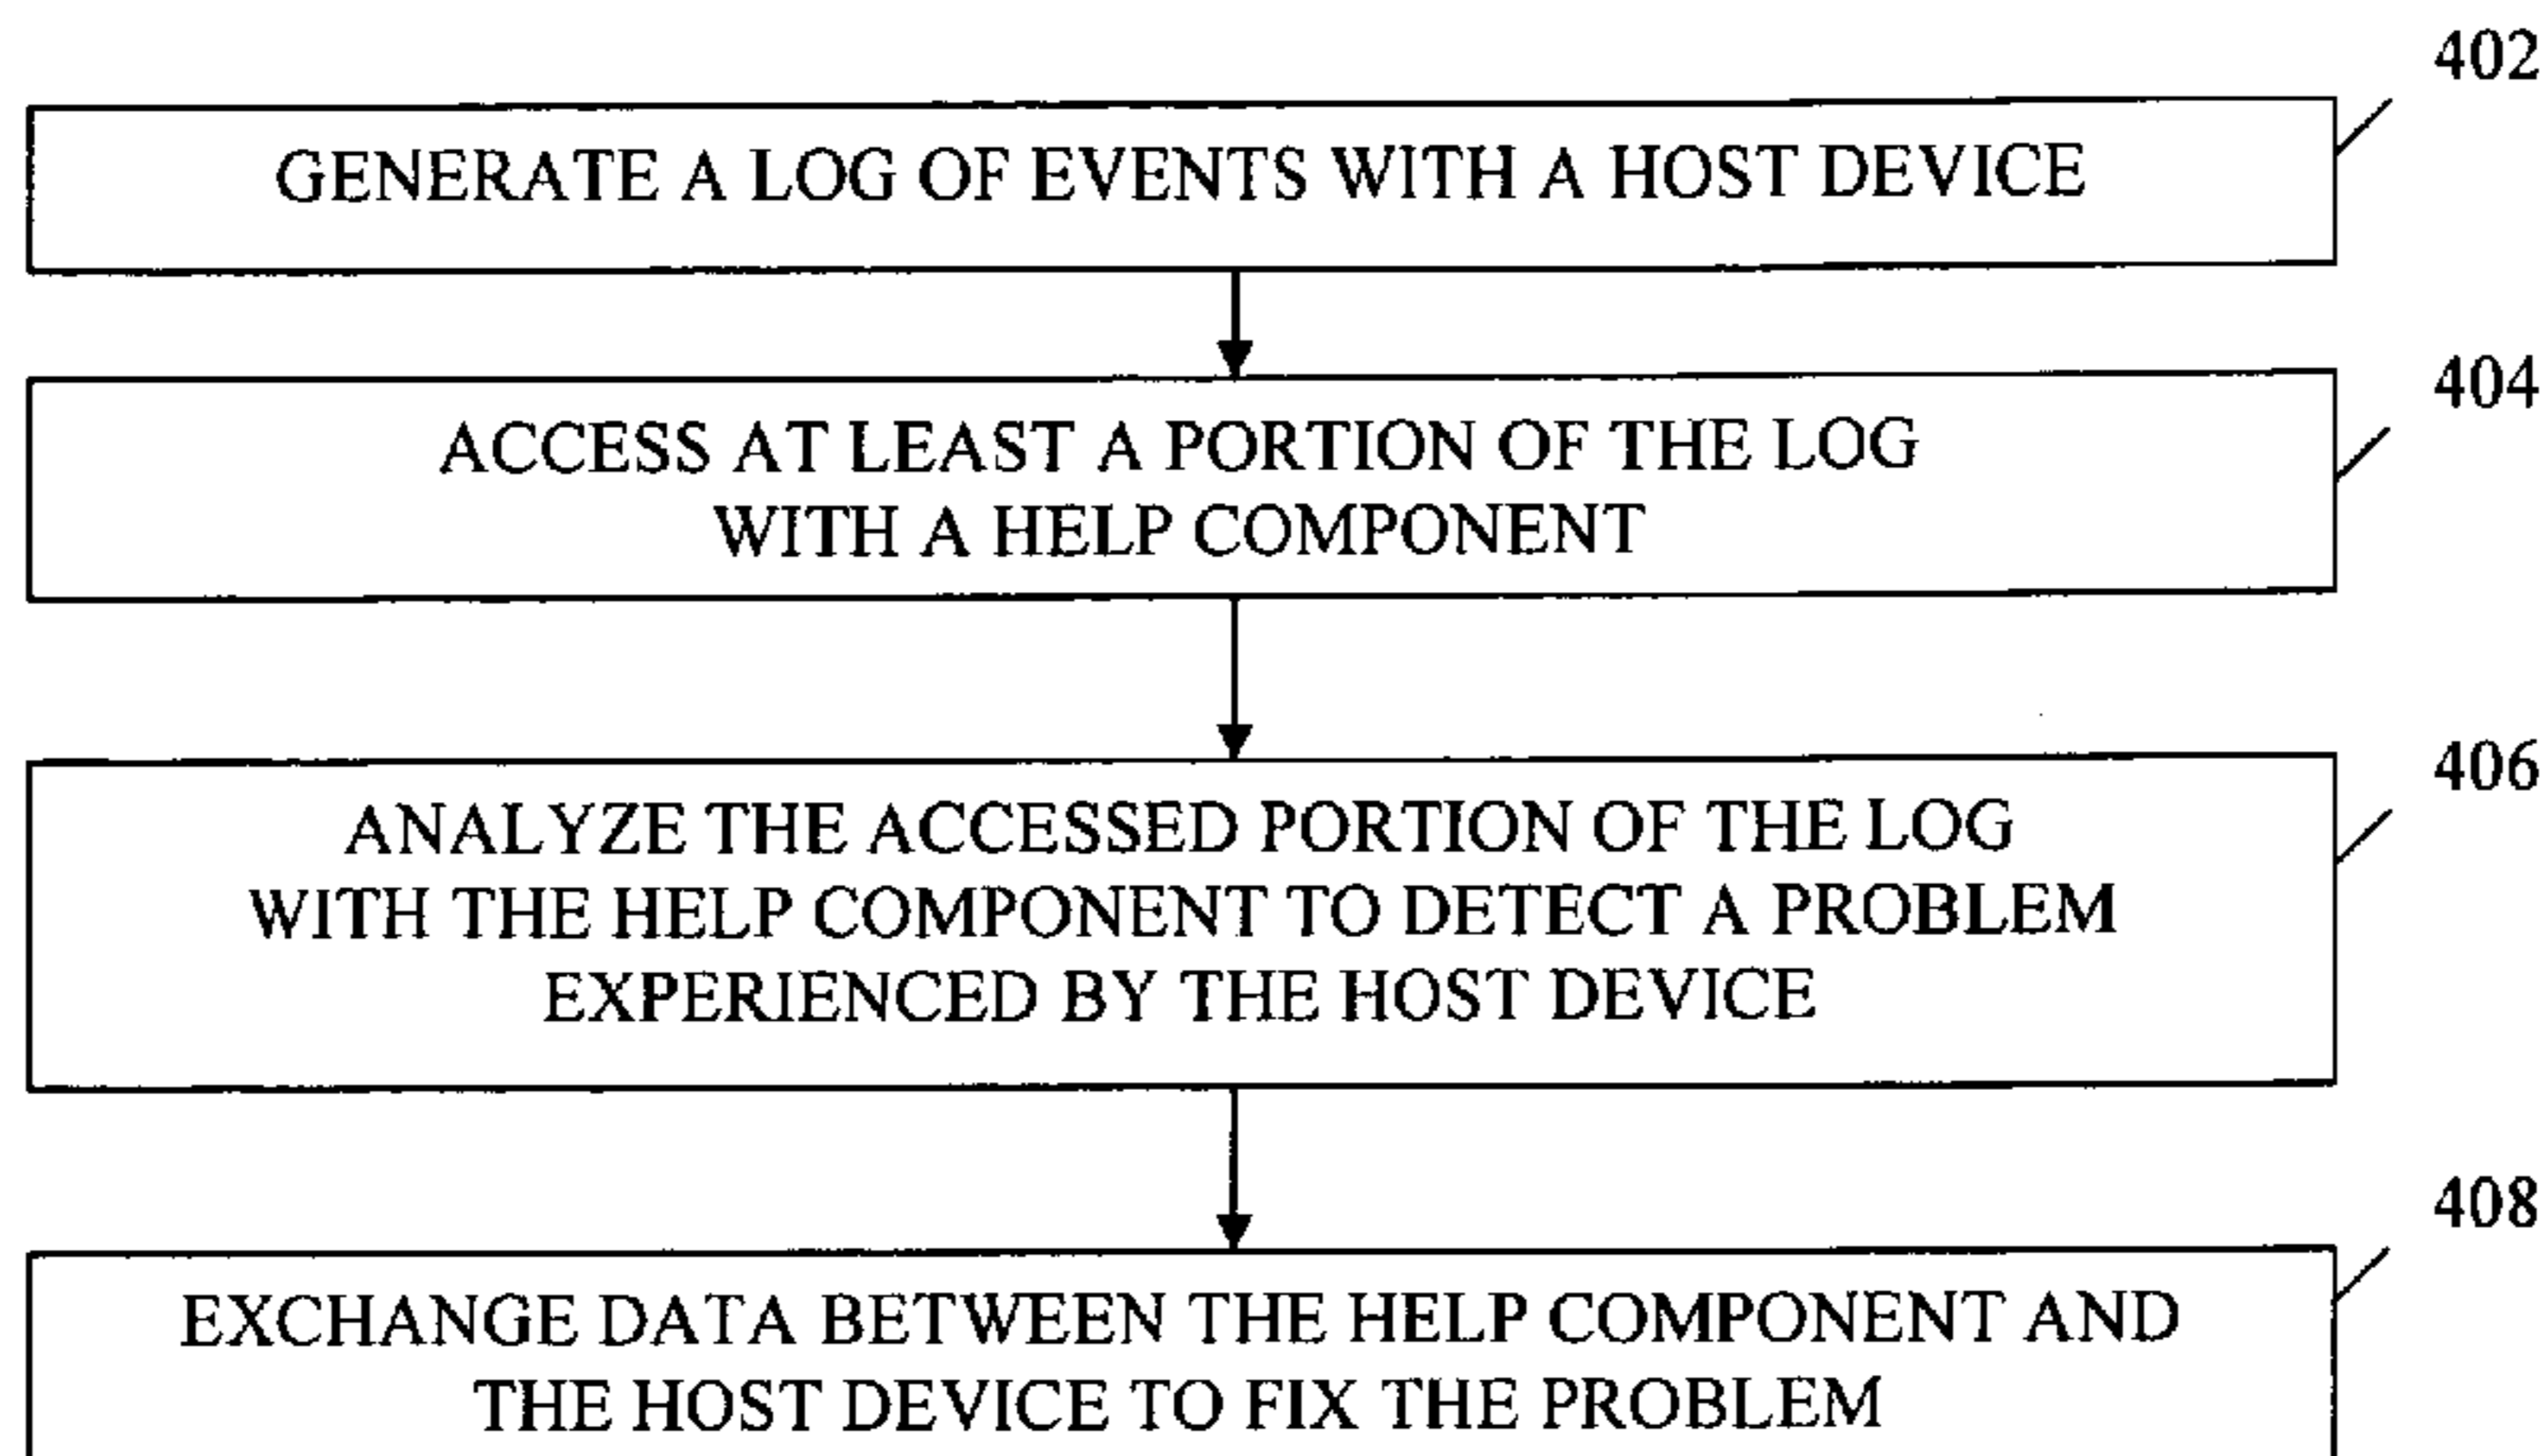 402
GENERATE A LOG OF EVENTS WITH A HOST DEVICE
404
ACCESS AT LEAST A PORTION OF THE LOG
WITH A HELP COMPONENT
406
ANALYZE THE ACCESSED PORTION OF THE LOG
WITH THE HELP COMPONENT TO DETECT A PROBLEM
EXPERIENCED BY THE HOST DEVICE
408
EXCHANGE DATA BETWEEN THE HELP COMPONENT AND
THE HOST DEVICE TO FIX THE PROBLEM